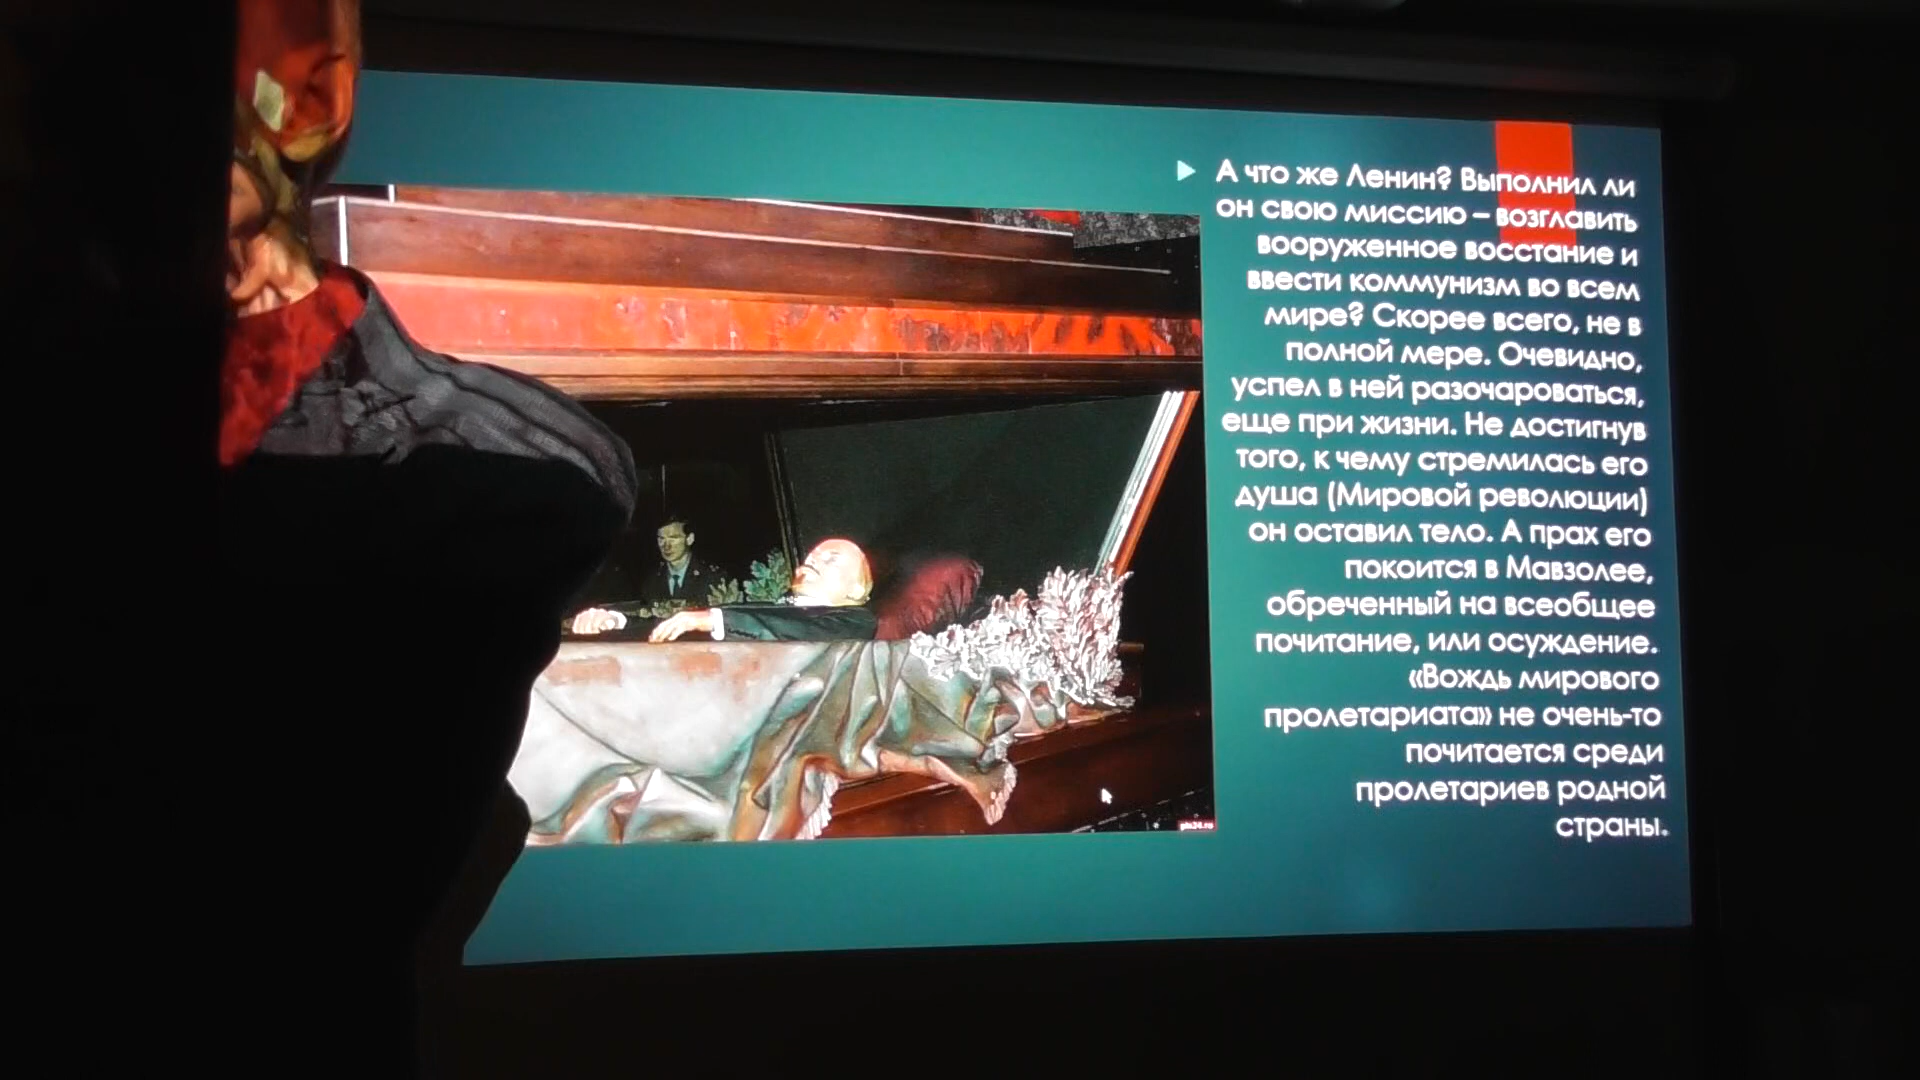 А что же Ленин? Выполнил ли
он свою миссию – возглавить
вооруженное восстание и
ввести коммунизм во всем
мире? Скорее всего, не в
полной мере. Очевидно,
успел в ней разочароваться,
еще при жизни. Не достигнув
того, к чему стремилась его
душа (Мировой революции)
он оставил тело. А прах его
покоится в Мавзолее,
обреченный на всеобщее
почитание, или осуждение.
«Вождь мирового
пролетариата» не очень-то
почитается среди
пролетариев родной
страны.